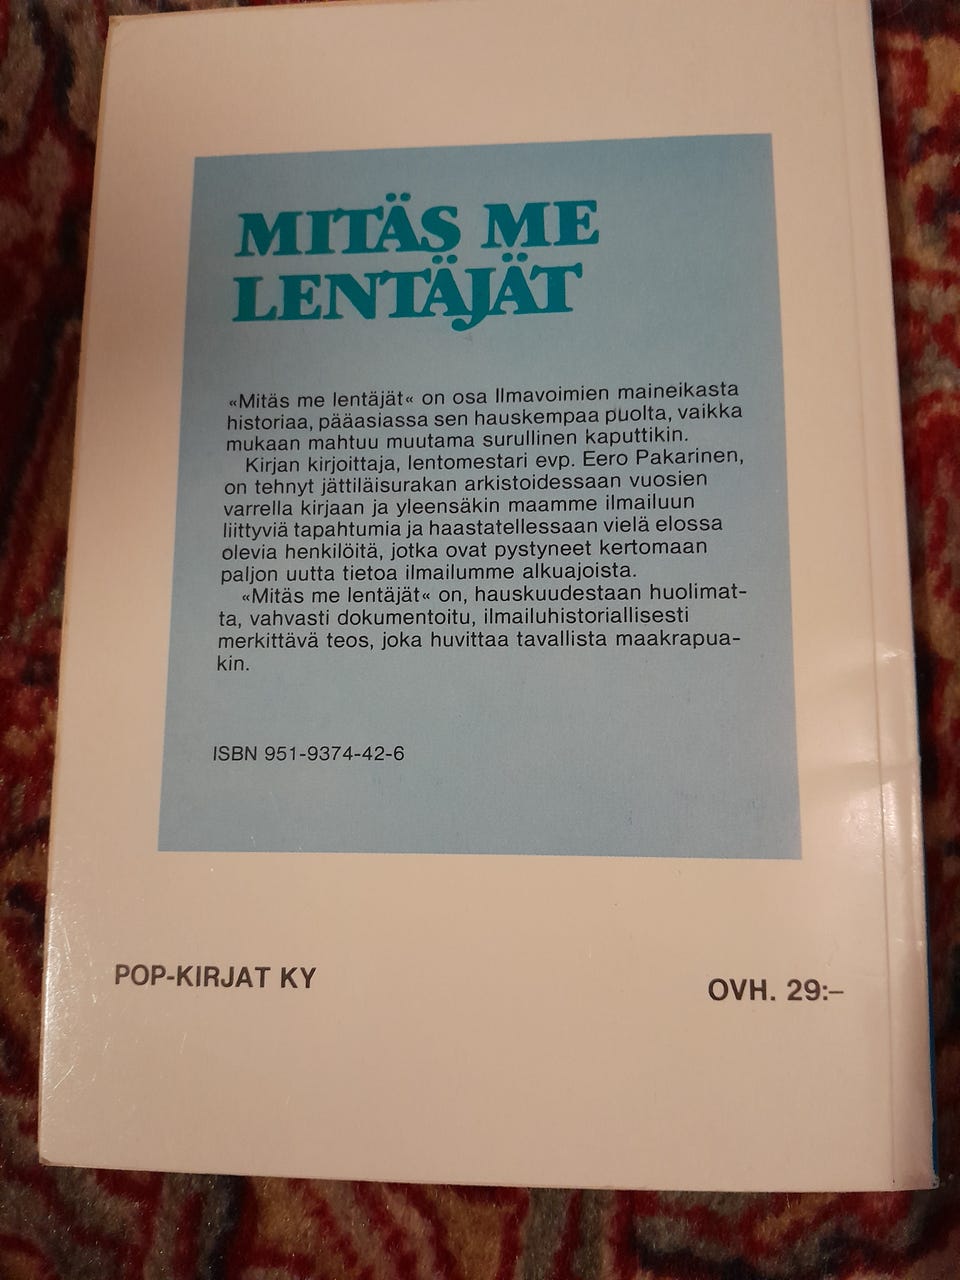 MITÄS ME
LENTÄJÄT
«Mitäs me lentäjät« on osa Ilmavoimien maineikasta
historiaa, pääasiassa sen hauskempaa puolta, vaikka
mukaan mahtuu muutama surullinen kaputtikin.
Kirjan kirjoittaja, lentomestari evp. Eero Pakarinen,
on tehnyt jättiläisurakan arkistoidessaan vuosien
varrella kirjaan ja yleensäkin maamme ilmailuun
liittyviä tapahtumia ja haastatellessaan vielä elossa
olevia henkilöitä, jotka ovat pystyneet kertomaan
paljon uutta tietoa ilmailumme alkuajoista.
«Mitäs me lentäjät« on, hauskuudestaan huolimat-
ta, vahvasti dokumentoitu, ilmailuhistoriallisesti
merkittävä teos, joka huvittaa tavallista maakrapua-
kin.
ISBN 951-9374-42-6
POP-KIRJAT KY
OVH. 29:–